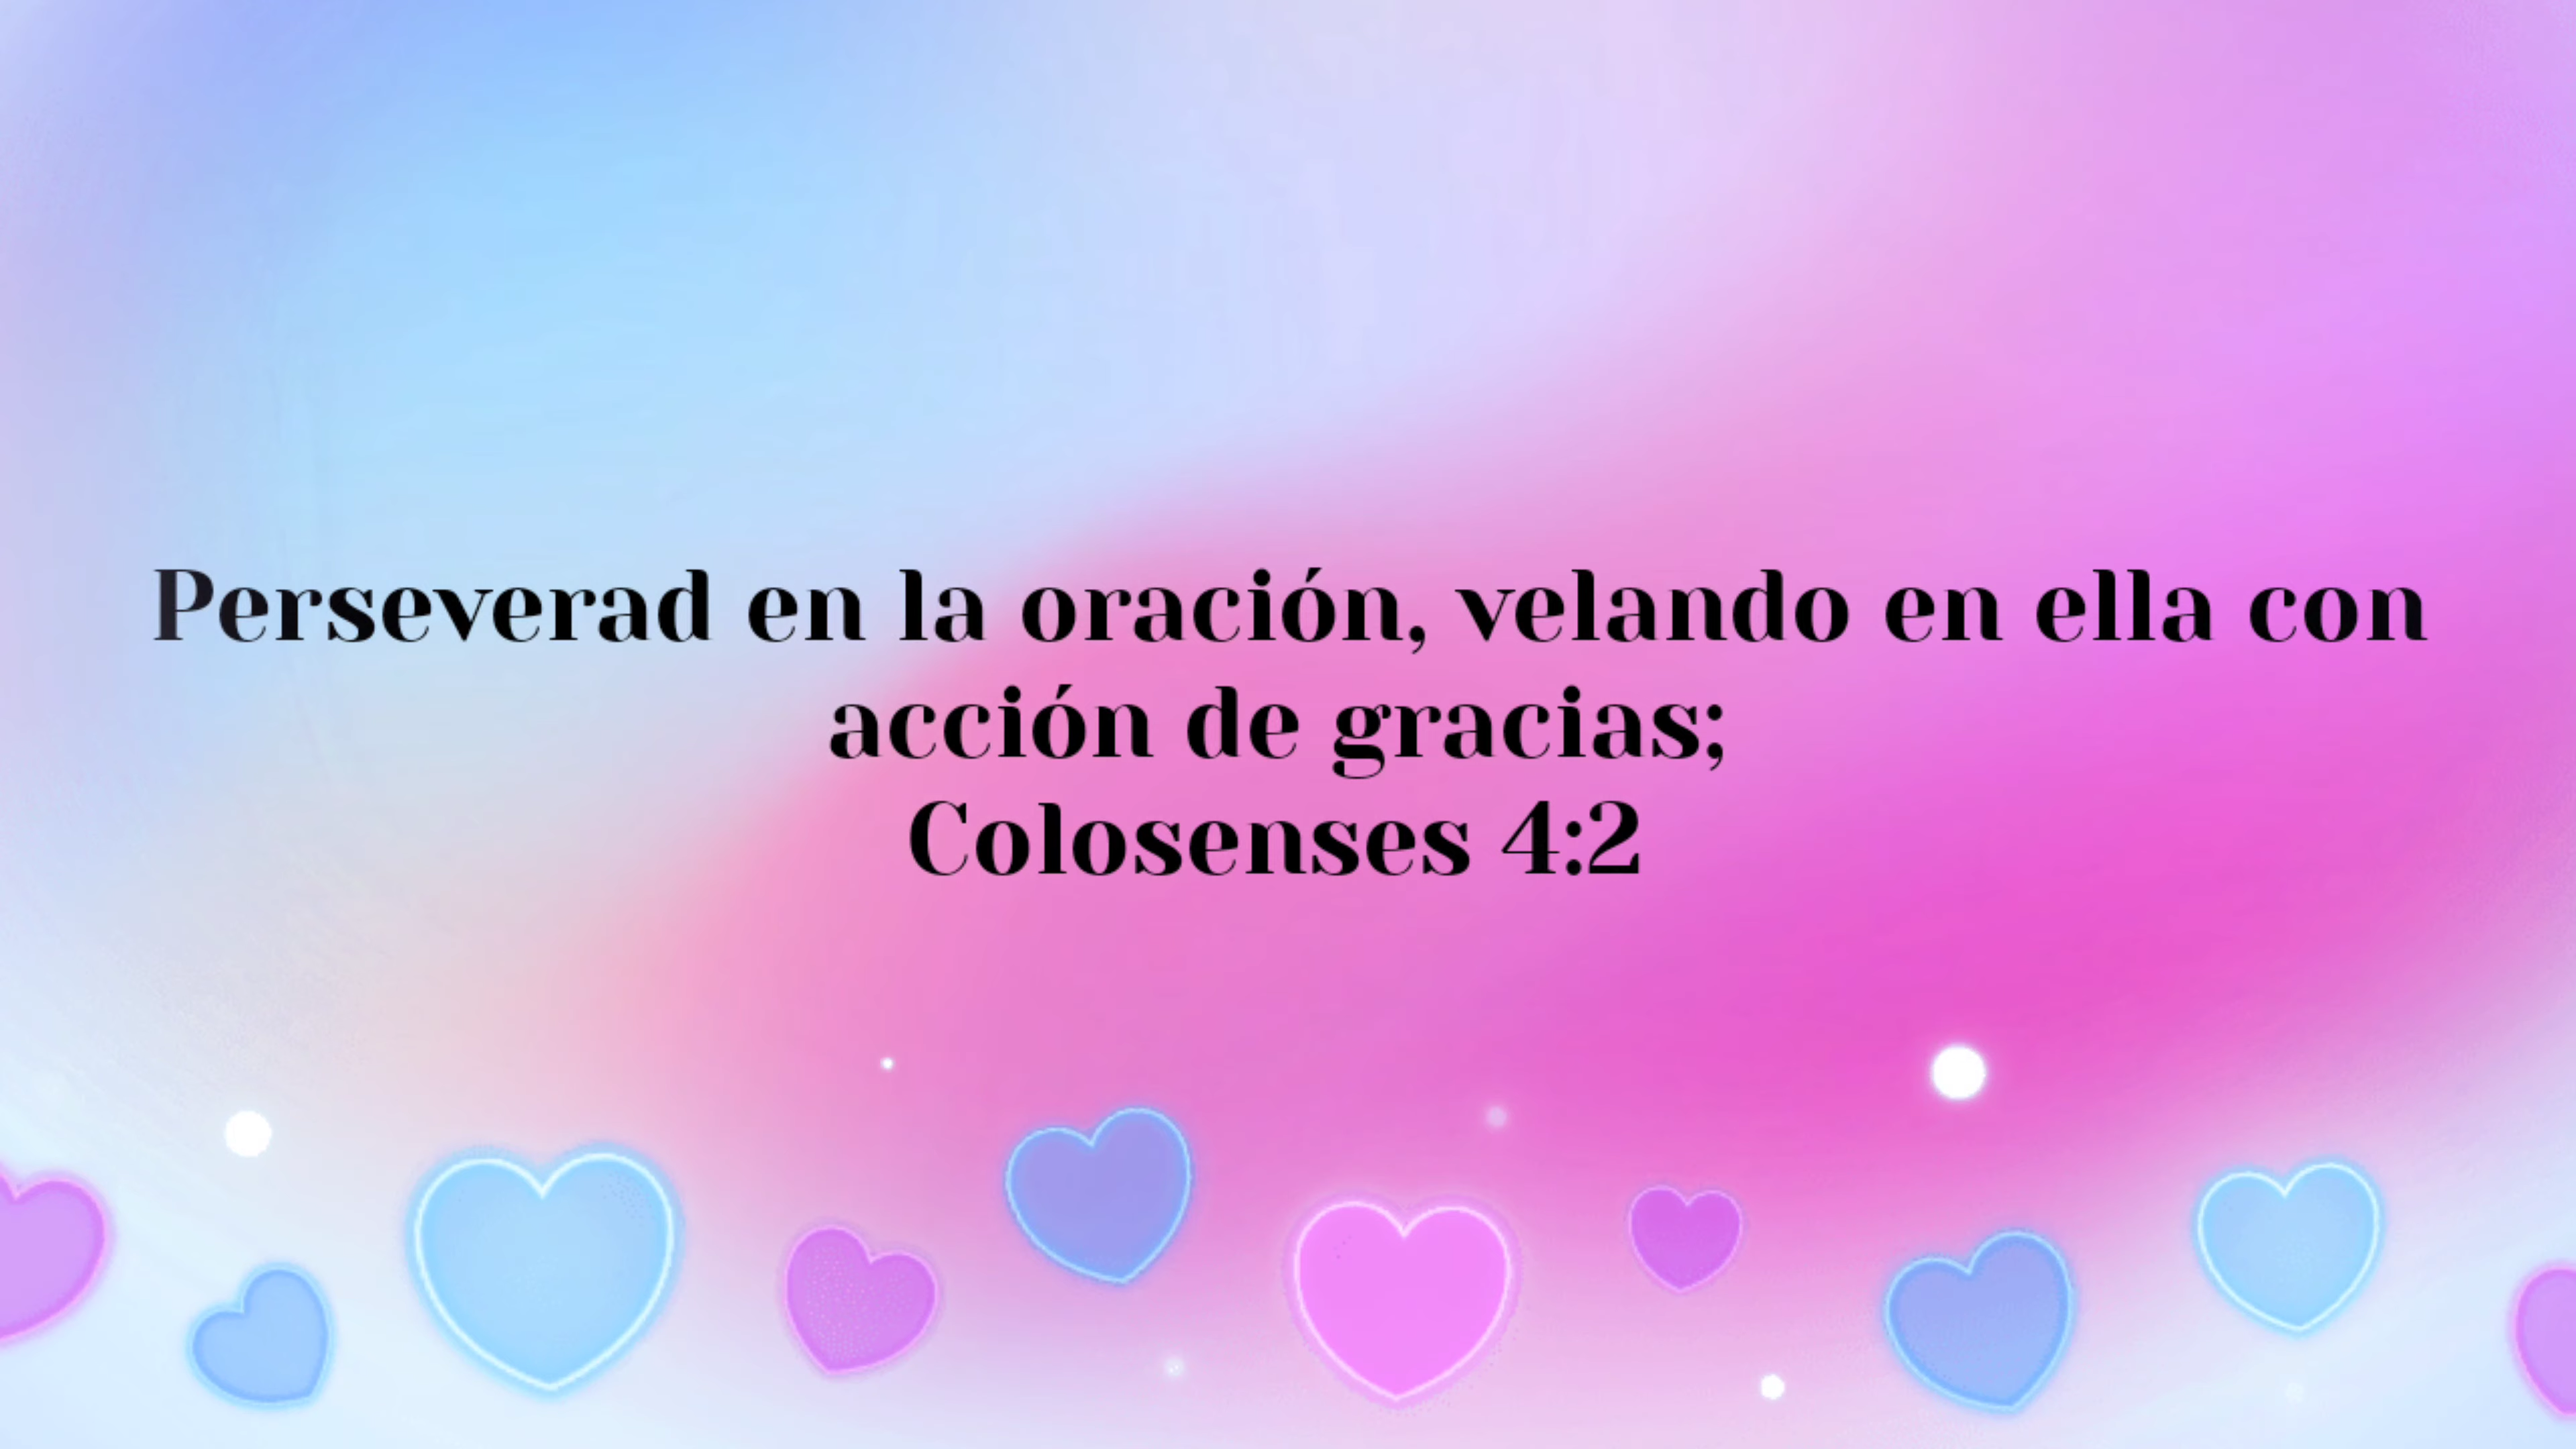 Perseverad en la oración, velando en ella con
acción de gracias;
Colosenses 4:2